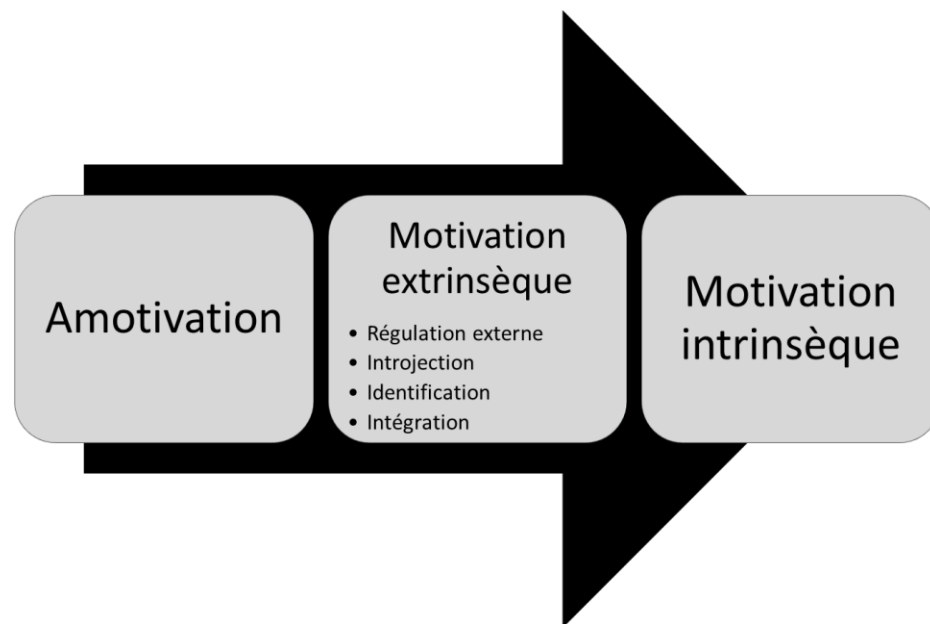 Amotivation
Motivation
extrinsèque
• Régulation externe
• Introjection
• Identification
• Intégration
Motivation
intrinsèque